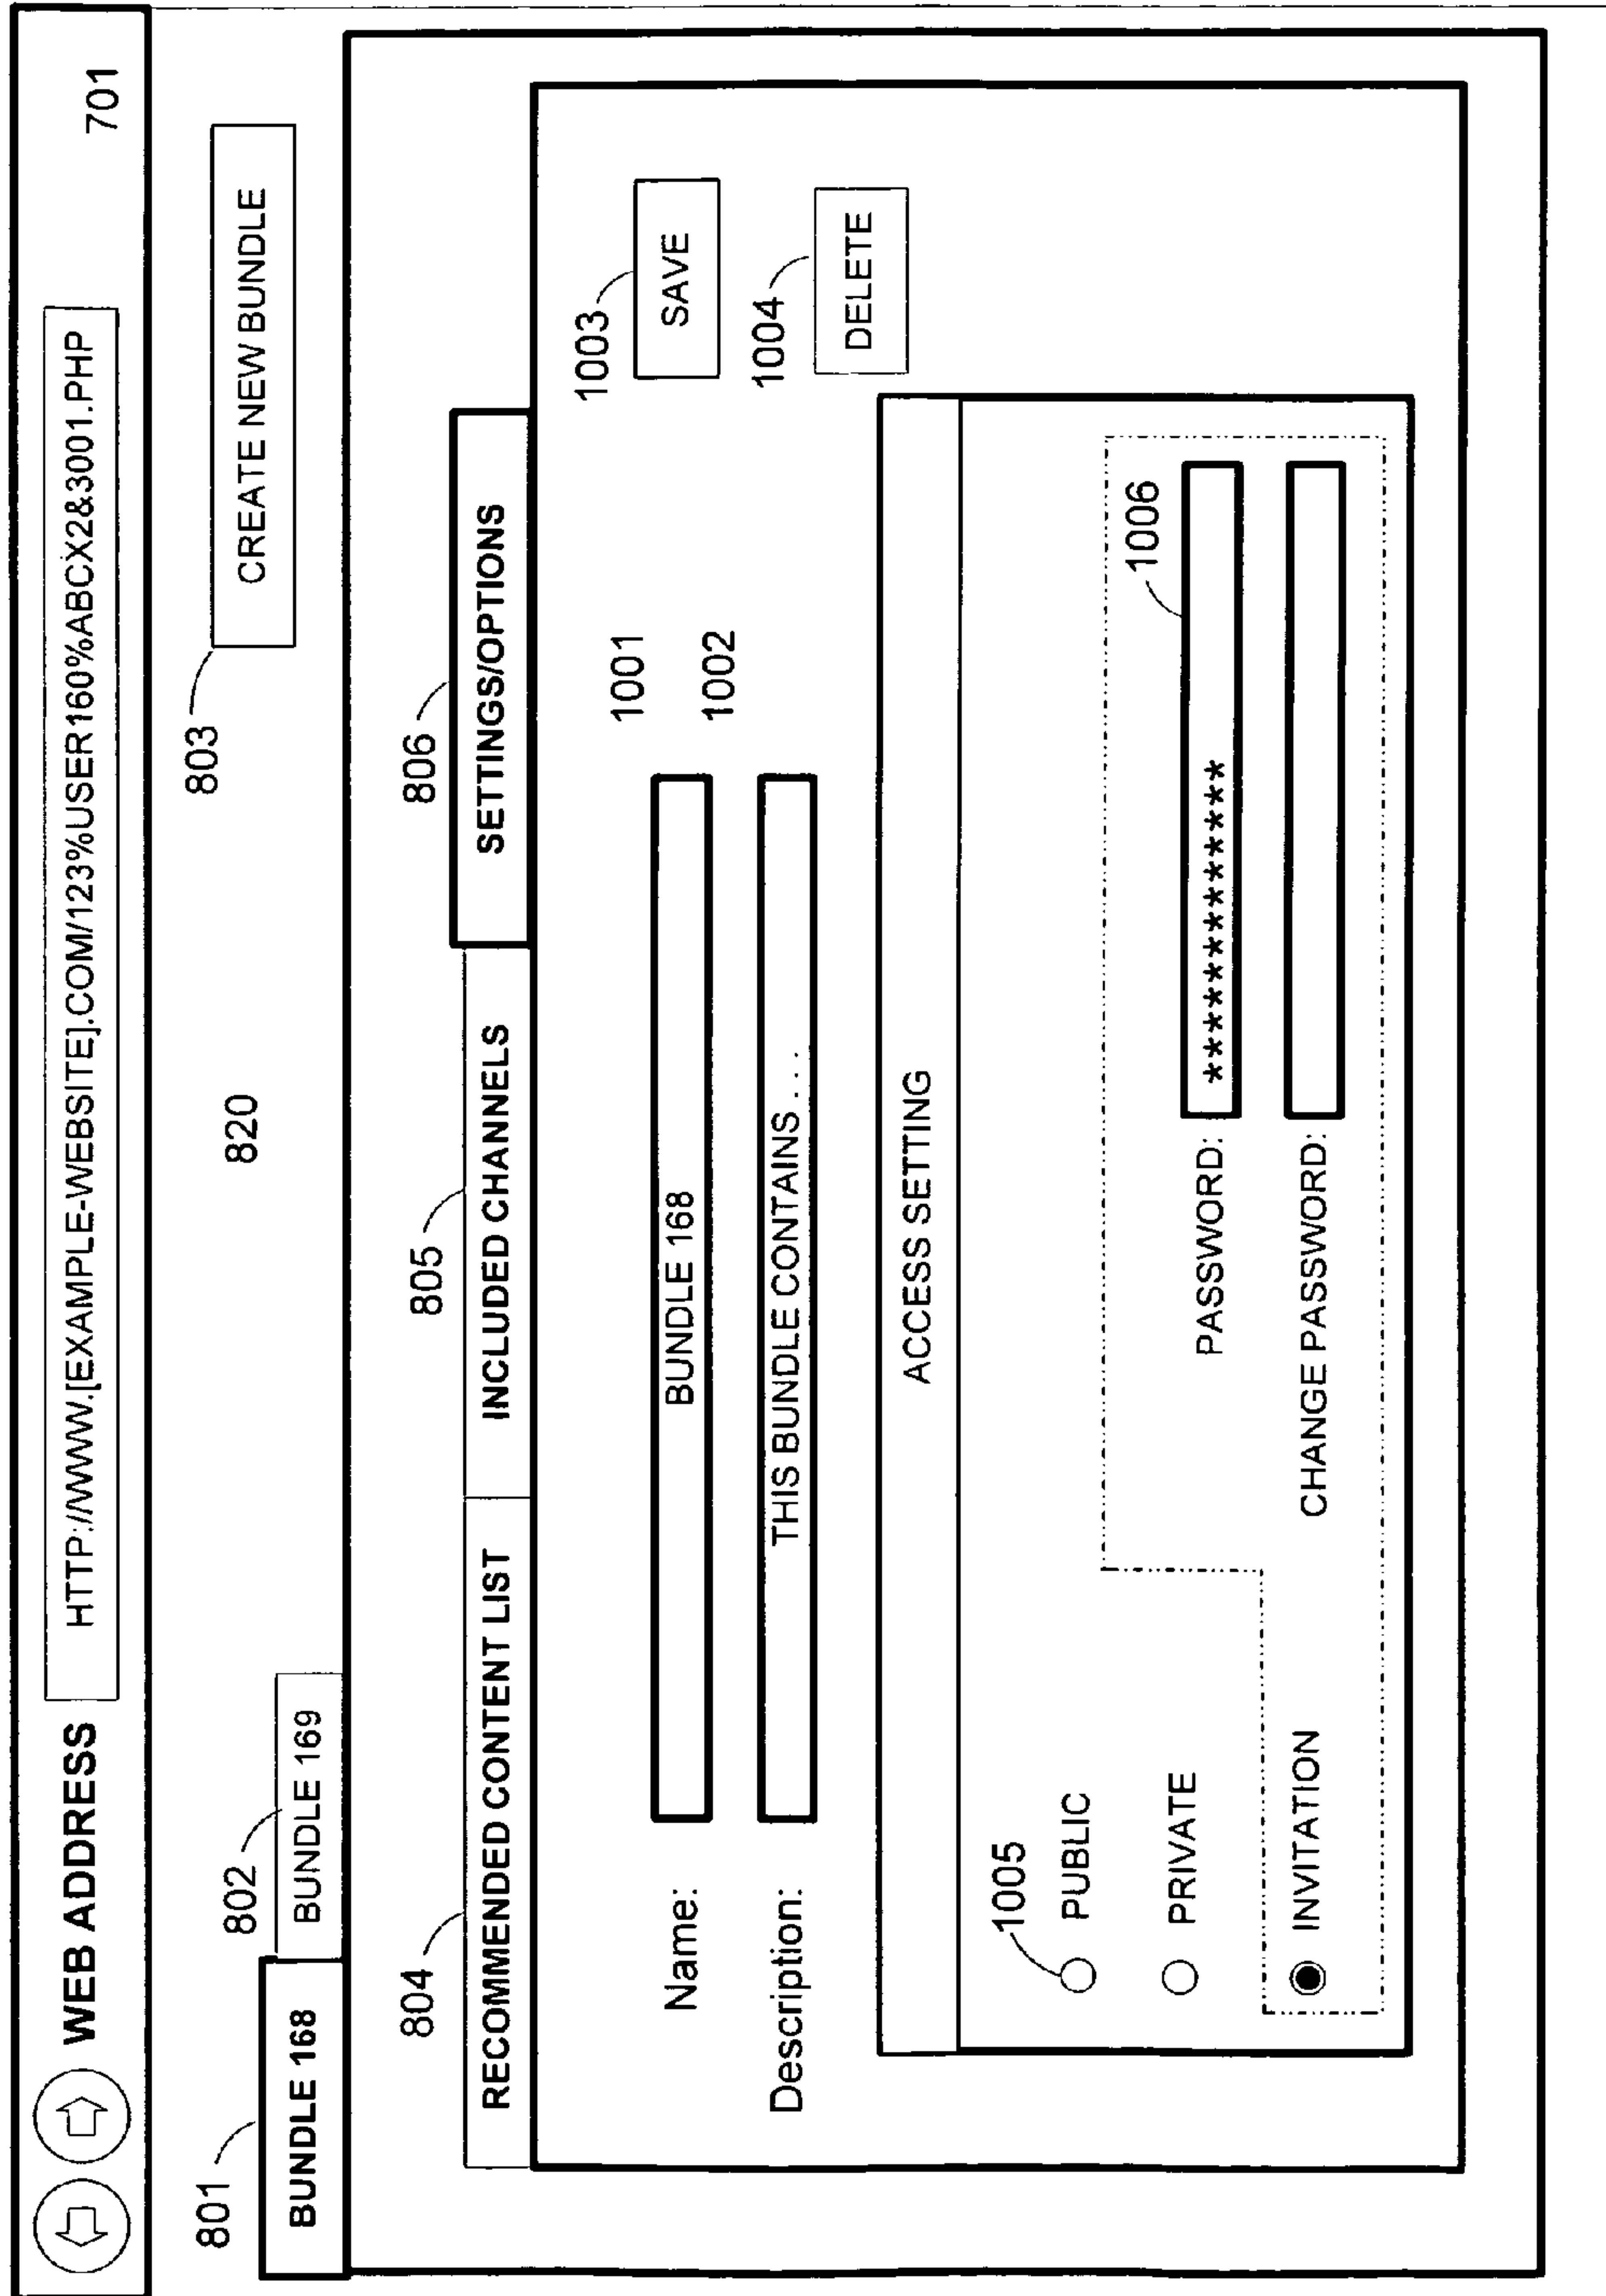 WEB ADDRESS HTTP://WWW.[EXAMPLE-WEBSITE].COM/123%USER160%ABCX2&3001.PHP 701
801 802 820 803
BUNDLE 168 BUNDLE 169 CREATE NEW BUNDLE
804 805 806
RECOMMENDED CONTENT LIST INCLUDED CHANNELS SETTINGS/OPTIONS
1001 1003
Name: BUNDLE 168 SAVE
1002 1004
Description: THIS BUNDLE CONTAINS . . . DELETE
ACCESS SETTING
1005
PUBLIC
1006
PRIVATE PASSWORD: **************
INVITATION CHANGE PASSWORD: